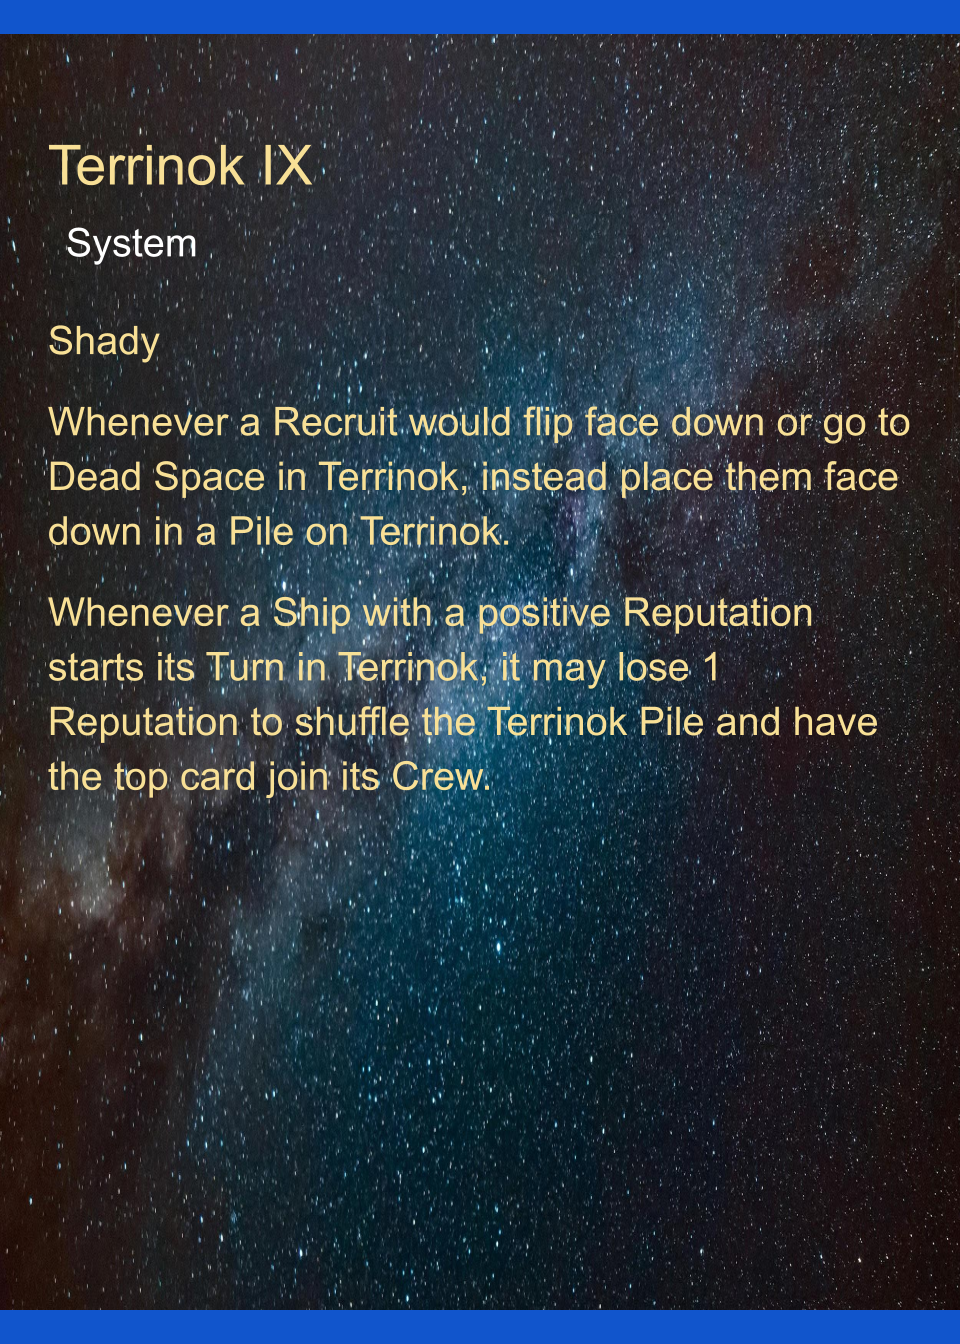 Terrinok IX
System
Shady
Whenever a Recruit would flip face down or go to
Dead Space in Terrinok, instead place them face
down in a Pile on Terrinok.
Whenever a Ship with a positive Reputation
starts its Turn in Terrinok, it may lose 1
Reputation to shuffle the Terrinok Pile and have
the top card join its Crew.